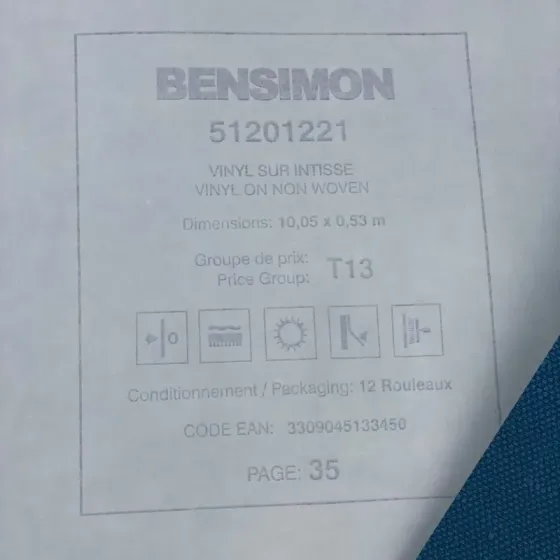 BENSIMON
51201221
VINYL SUR INTISSE
VINYL ON NON WOVEN
Dimensions: 10,05 x 0,53 m
Groupe de prix:
Price Group: T13
0
Conditionnement / Packaging: 12 Rouleaux
CODE EAN: 3309045133450
PAGE: 35